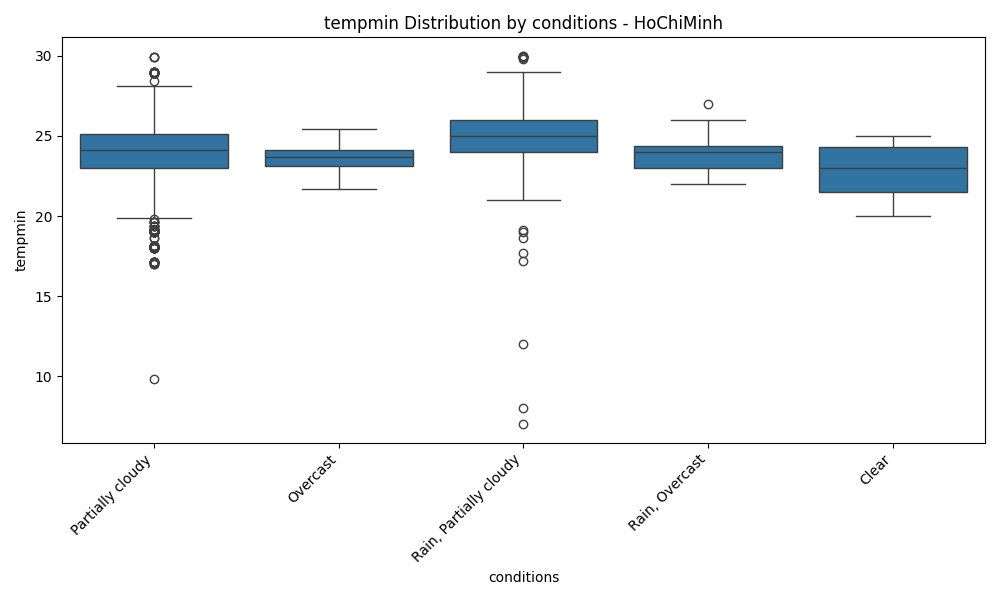 tempmin Distribution by conditions - HoChiMinh
30
25
20
15
10
tempmin
Partially cloudy
Overcast
Rain, Partially cloudy
Rain, Overcast
Clear
conditions